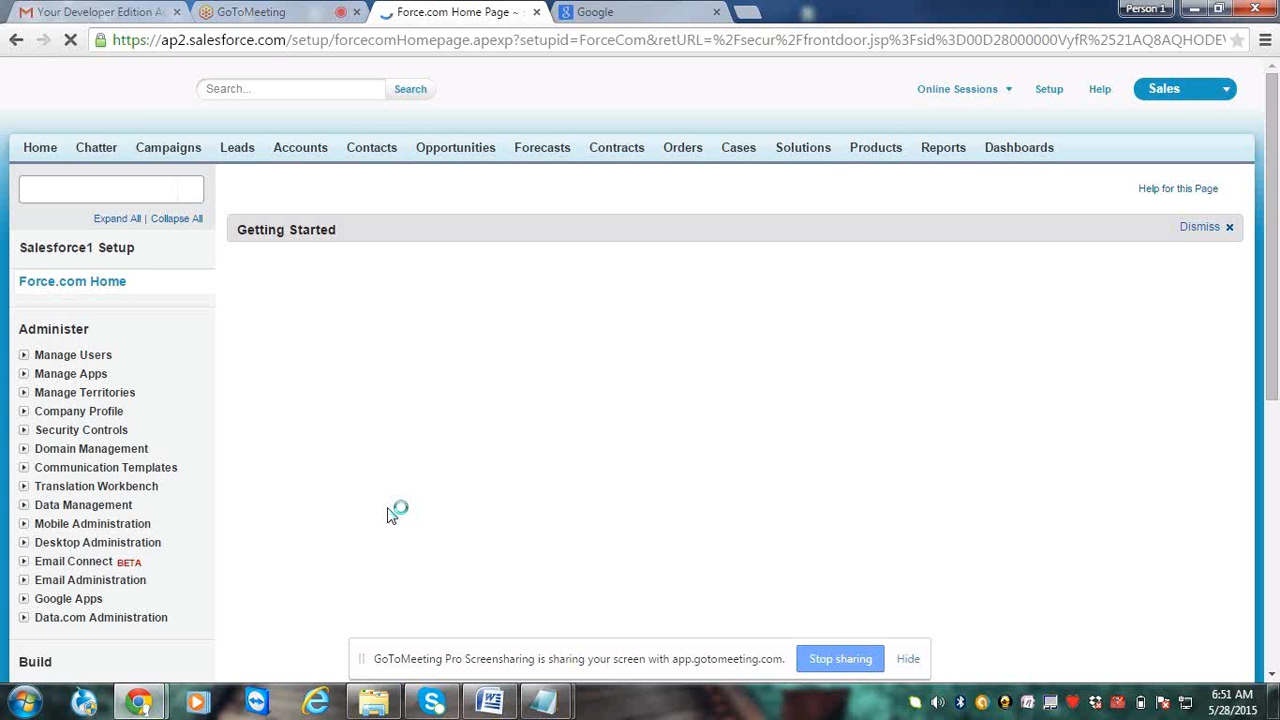 Your Developer Edition A
GoToMeeting
Force.com Home Page ~
Google
Person 1
https://ap2.salesforce.com/setup/forcecomHomepage.apexp?setupid=ForceCom&retURL=%2Fsecur%2Ffrontdoor.jsp%3Fsid%3D00D28000000VyfR%2521AQ8AQHODEV
Search...
Search
Online Sessions
Setup
Help
Sales
Home
Chatter
Campaigns
Leads
Accounts
Contacts
Opportunities
Forecasts
Contracts
Orders
Cases
Solutions
Products
Reports
Dashboards
Help for this Page
Expand All | Collapse All
Getting Started
Dismiss
Salesforce1 Setup
Force.com Home
Administer
Manage Users
Manage Apps
Manage Territories
Company Profile
Security Controls
Domain Management
Communication Templates
Translation Workbench
Data Management
Mobile Administration
Desktop Administration
Email Connect BETA
Email Administration
Google Apps
Data.com Administration
Build
GoToMeeting Pro Screensharing is sharing your screen with app.gotomeeting.com.
Stop sharing
Hide
6:51 AM
5/28/2015